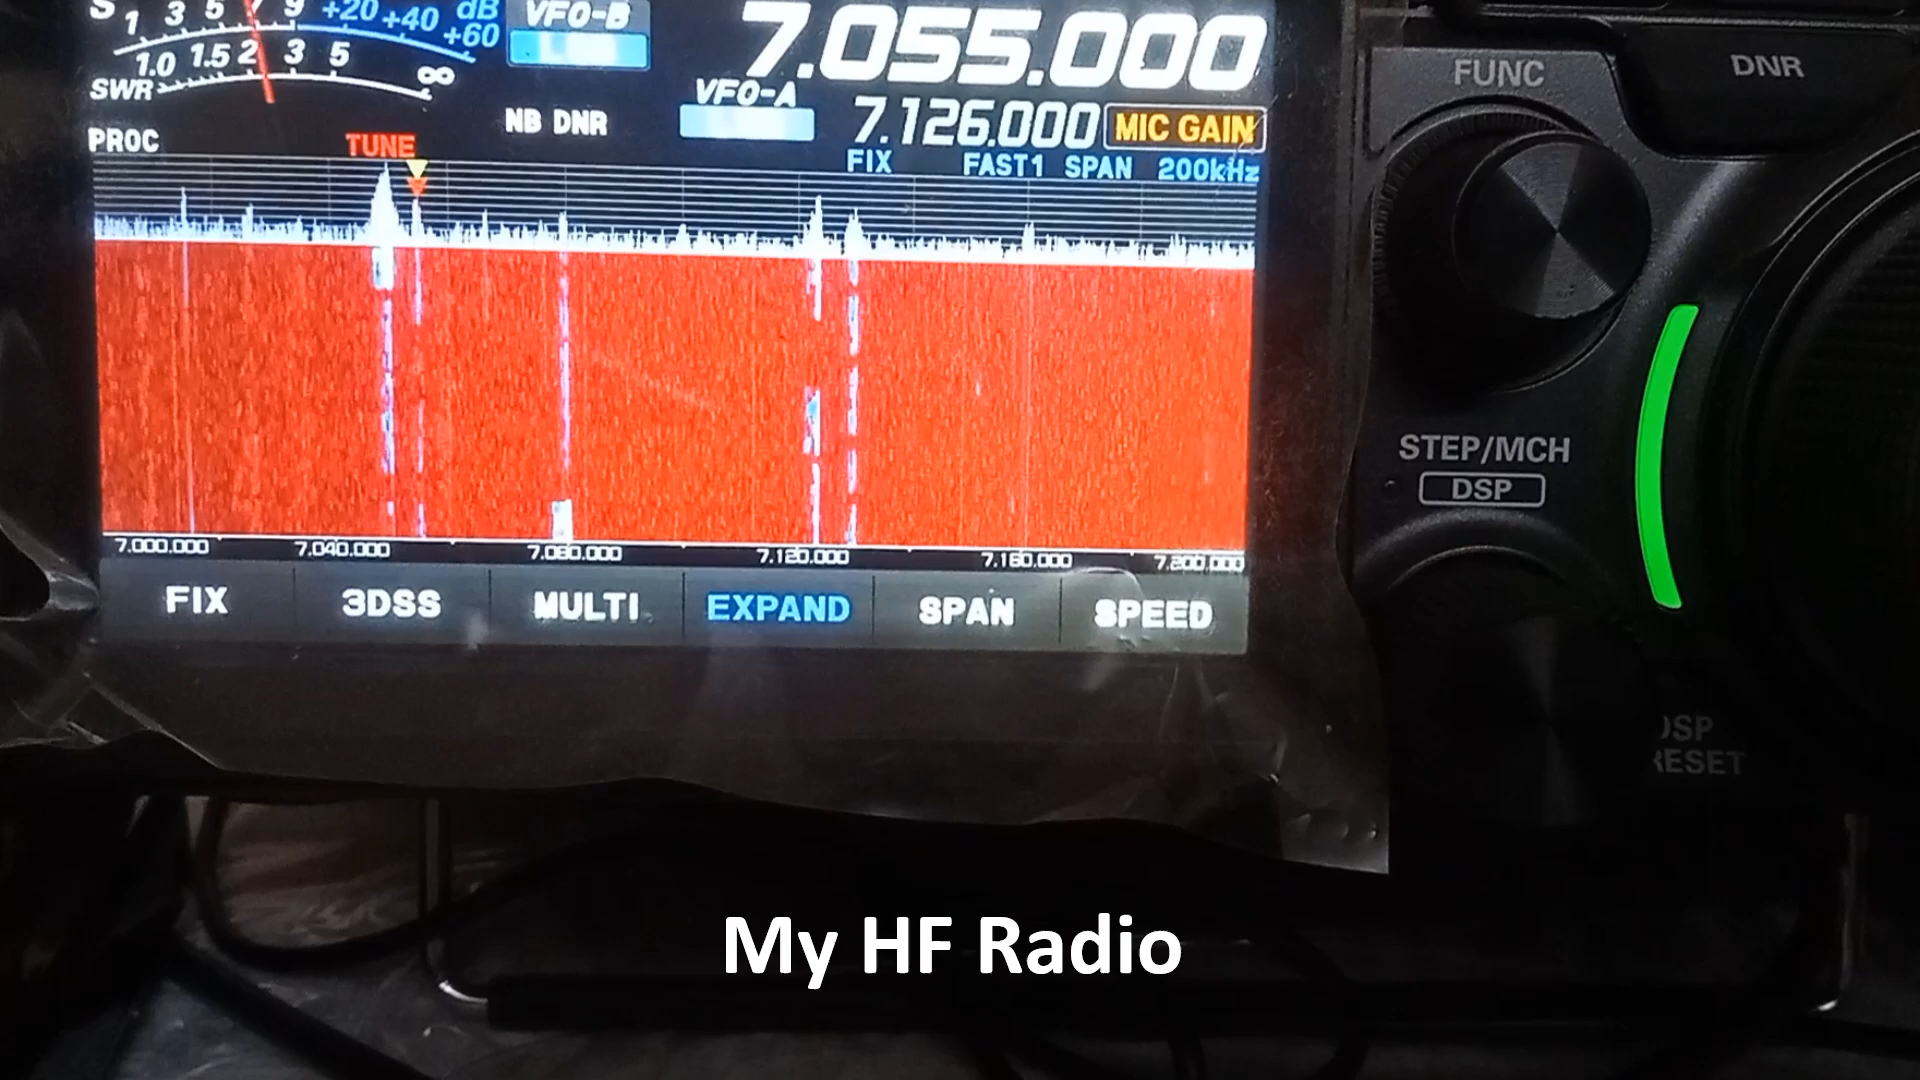 S 1 3 5 7 9 +20 +40 +60 dB
1.0 1.5 2 3 5 ∞
SWR
VFO-B
7.055.000
VFO-A
7.126.000 MIC GAIN
NB DNR
PROC
TUNE
FIX FAST1 SPAN 200kHz
7.000.000 7.040.000 7.080.000 7.120.000 7.160.000 7.200.000
FIX 3DSS MULTI EXPAND SPAN SPEED
FUNC
DNR
STEP/MCH
DSP
DSP
RESET
My HF Radio